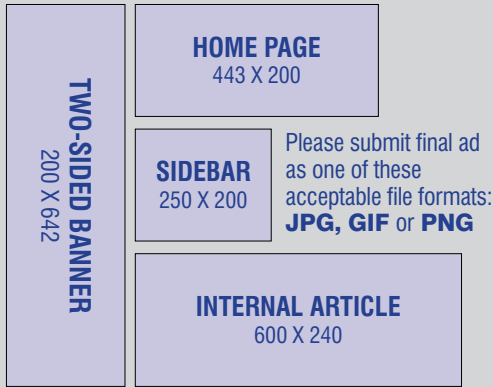 TWO-SIDED BANNER
200 X 642
HOME PAGE
443 X 200
SIDEBAR
250 X 200
Please submit final ad
as one of these
acceptable file formats:
JPG, GIF or PNG
INTERNAL ARTICLE
600 X 240